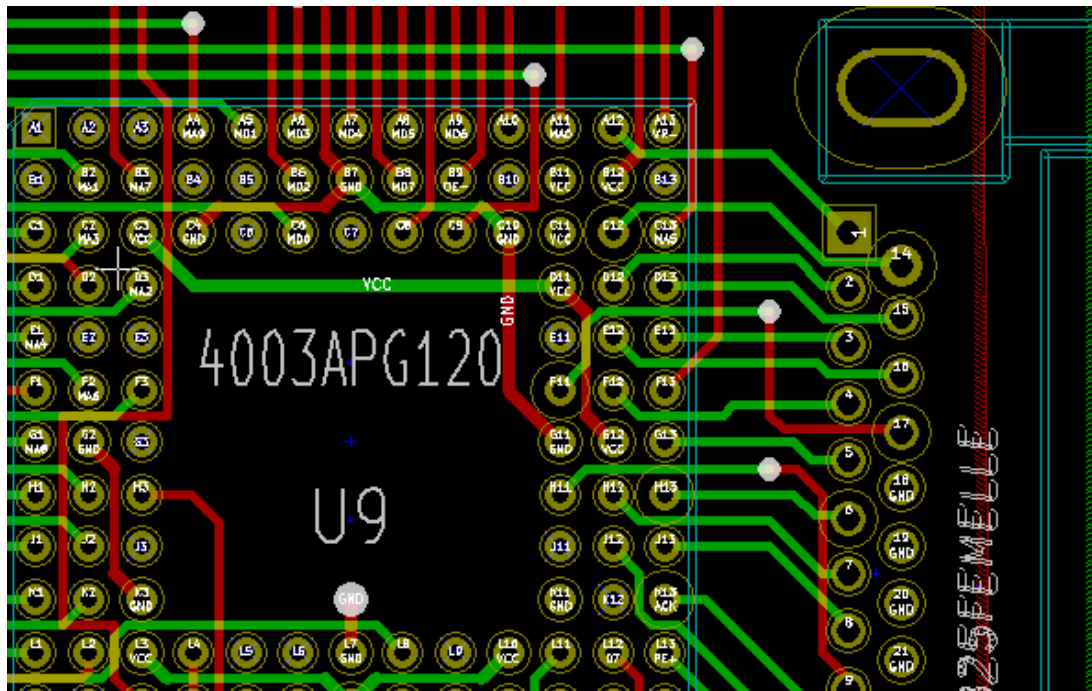 A1 A2 A3 A4 MA9 A5 MD1 A6 MD3 A7 MD4 A8 MD5 A9 MD6 A10 A11 MA0 A12 A13 WR-
B1 B2 MA1 B3 MA7 B4 B5 B6 MD2 B7 GND B8 MD7 B9 OE- B10 B11 VCC B12 VCC B13
C1 C2 MA3 C3 VCC C4 GND C5 C6 MD0 C7 C8 C9 C10 GND C11 VCC C12 C13 MA5 1
14
D1 D2 D3 MA2 VCC D11 VCC D12 D13 2
GND
15
E1 MA4 E2 E3 E11 E12 E13 3
4003APG120
16
F1 F2 MA6 F3 F11 F12 F13 4
17
G1 MA8 G2 GND G3 G11 GND G12 VCC G13 5
18 GND
H1 H2 H3 H11 H12 H13 6
U9
J1 J2 J3 J11 J12 J13 19 GND
7
K1 K2 K3 GND GND K11 GND K12 K13 ACK 20 GND
8
L1 L2 L3 VCC L4 L5 L6 L7 GND L8 L9 L10 VCC L11 L12 D7 L13 PE+ 21 GND
9